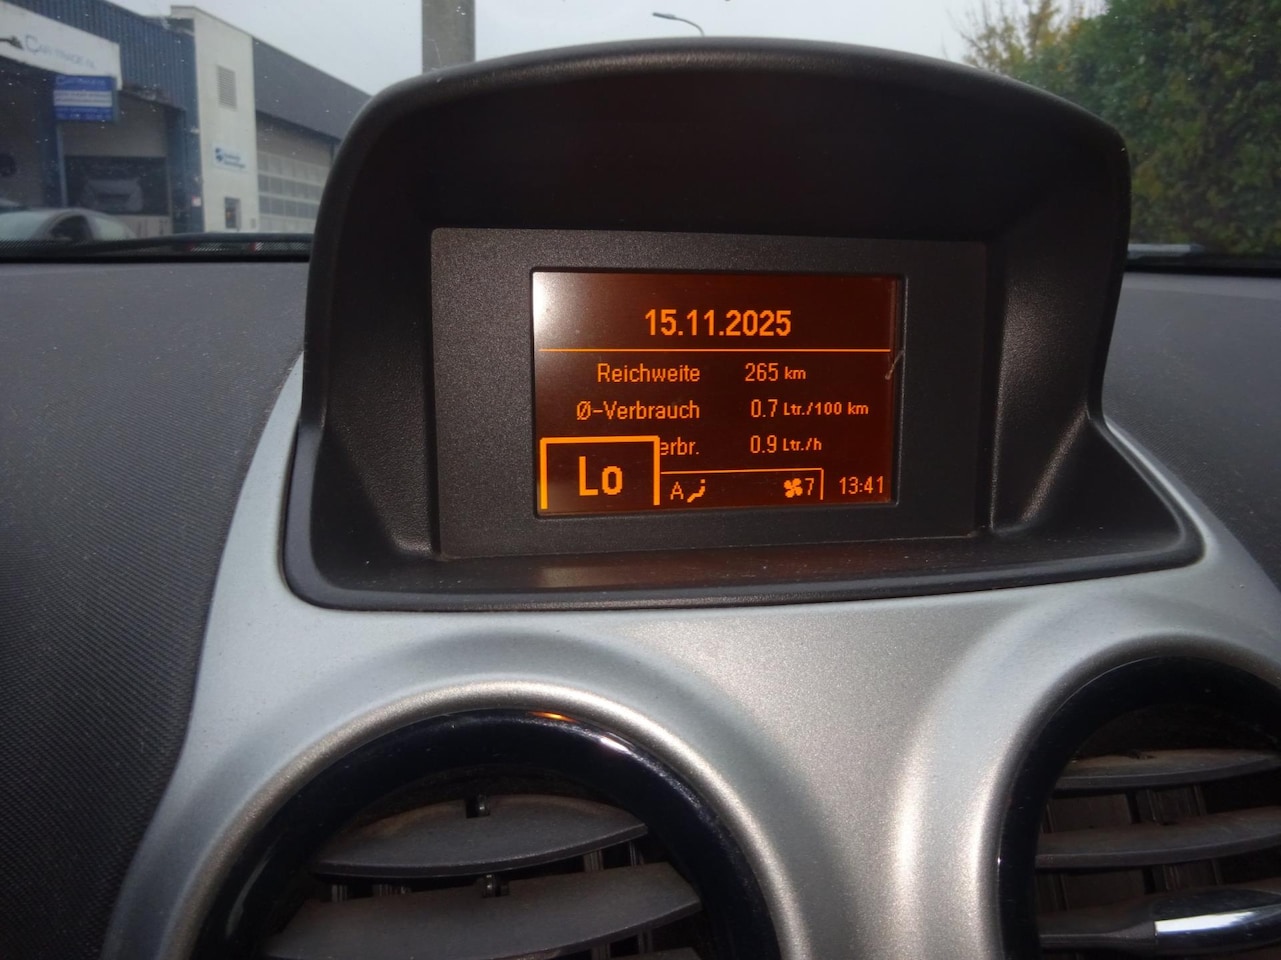 15.11.2025
Reichweite 265 km
Ø-Verbrauch 0.7 Ltr./100 km
erbr. 0.9 Ltr./h
Lo A 7 13:41